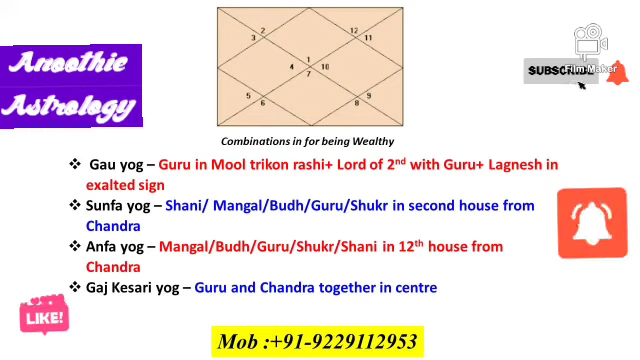 Amoothie
Astrology
2
12
3
11
1
4
10
7
5
9
6
8
Film Maker
SUBSCRIBE
Combinations in for being Wealthy
❖ Gau yog – Guru in Mool trikon rashi+ Lord of 2nd with Guru+ Lagnesh in
exalted sign
❖ Sunfa yog – Shani/ Mangal/Budh/Guru/Shukr in second house from
Chandra
❖ Anfa yog – Mangal/Budh/Guru/Shukr/Shani in 12th house from
Chandra
❖ Gaj Kesari yog – Guru and Chandra together in centre
LIKE!
Mob :+91-9229112953